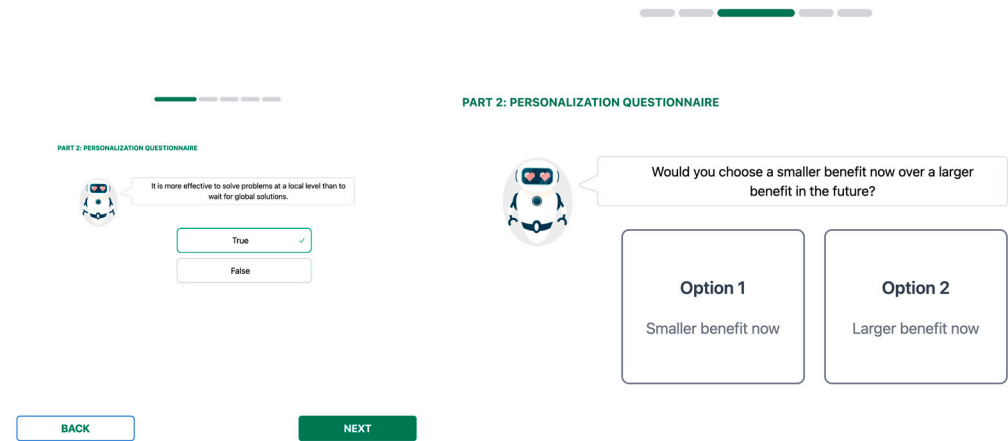 PART 2: PERSONALIZATION QUESTIONNAIRE
It is more effective to solve problems at a local level than to
wait for global solutions.
True
False
BACK
NEXT
PART 2: PERSONALIZATION QUESTIONNAIRE
Would you choose a smaller benefit now over a larger
benefit in the future?
Option 1
Smaller benefit now
Option 2
Larger benefit now